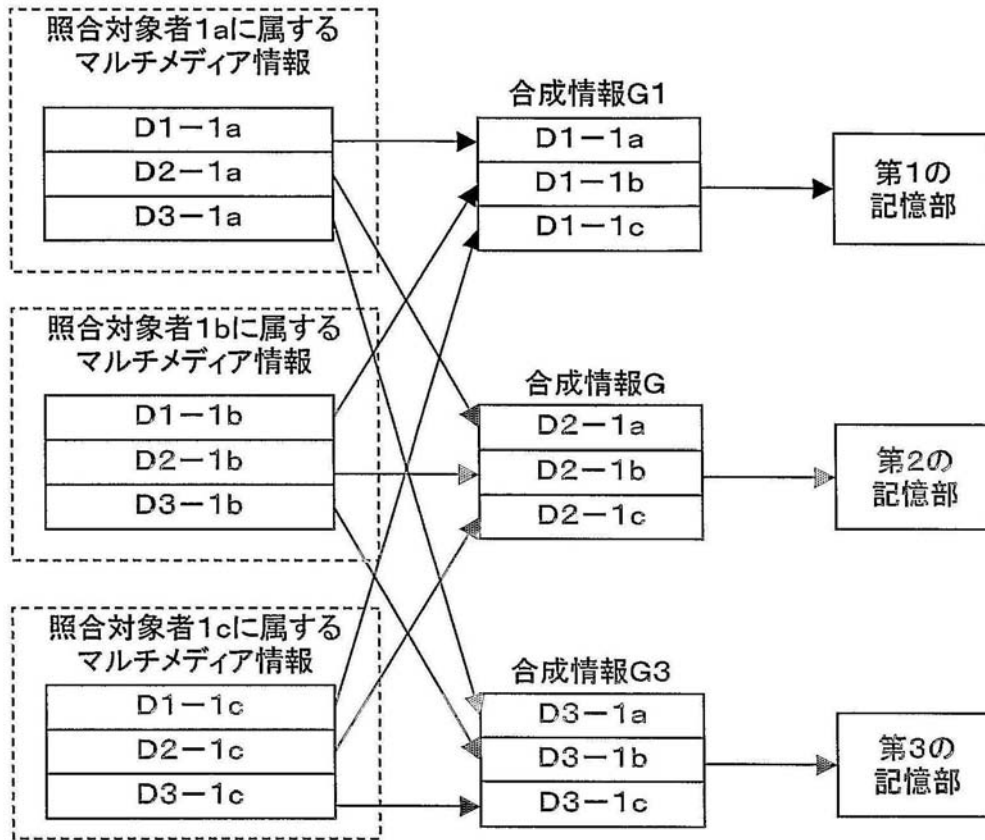 照合対象者1aに属する
マルチメディア情報
D1-1a
D2-1a
D3-1a
照合対象者1bに属する
マルチメディア情報
D1-1b
D2-1b
D3-1b
照合対象者1cに属する
マルチメディア情報
D1-1c
D2-1c
D3-1c
合成情報G1
D1-1a
D1-1b
D1-1c
合成情報G
D2-1a
D2-1b
D2-1c
合成情報G3
D3-1a
D3-1b
D3-1c
第1の
記憶部
第2の
記憶部
第3の
記憶部